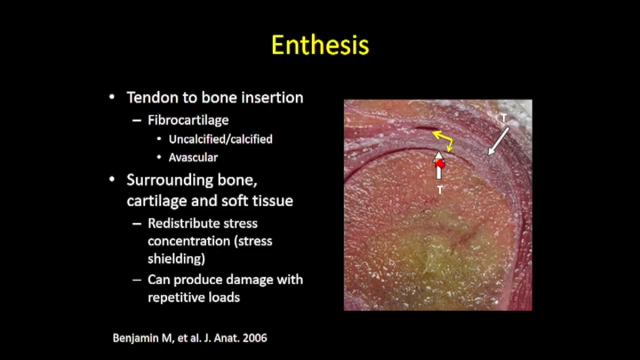 Enthesis
• Tendon to bone insertion
– Fibrocartilage
• Uncalcified/calcified
• Avascular
• Surrounding bone,
cartilage and soft tissue
– Redistribute stress
concentration (stress
shielding)
– Can produce damage with
repetitive loads
T
T
Benjamin M, et al. J. Anat. 2006